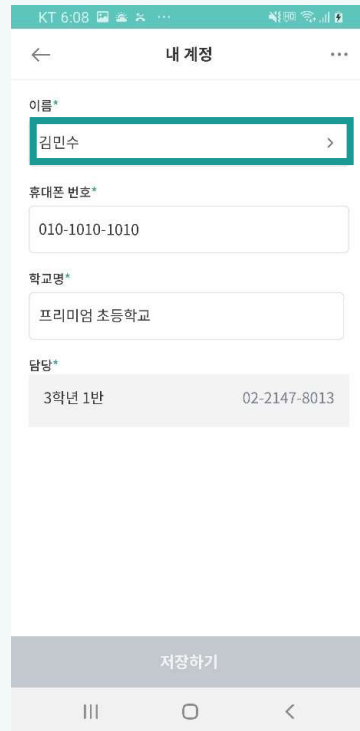 KT 6:08
내 계정
이름*
김민수
휴대폰 번호*
010-1010-1010
학교명*
프리미엄 초등학교
담당*
3학년 1반 02-2147-8013
저장하기